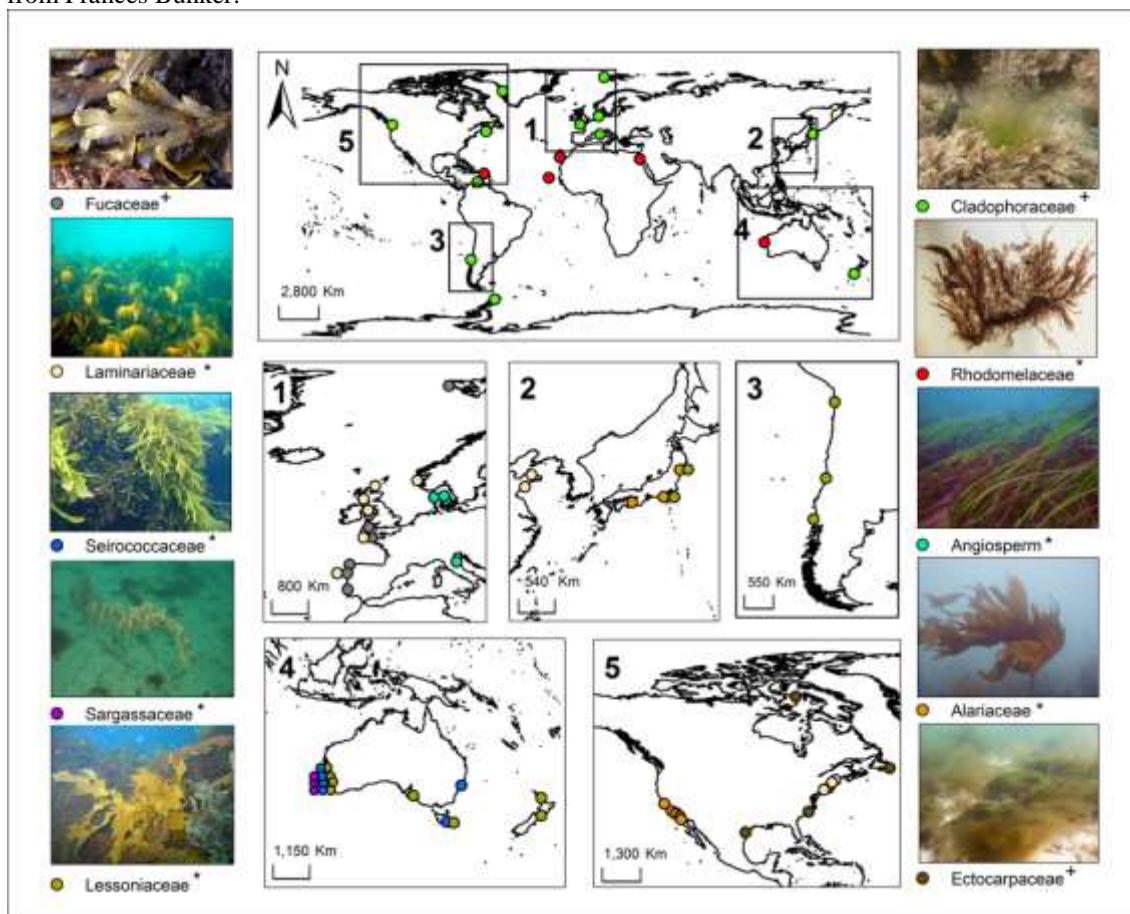 from Frances Bunker.
N
1
2
3
4
5
2,800 Km
Fucaceae+
Laminariaceae *
Seirococcaceae*
Sargassaceae*
Lessoniaceae*
Cladophoraceae+
Rhodomelaceae*
Angiosperm *
Alariaceae *
Ectocarpaceae+
1
800 Km
2
540 Km
3
550 Km
4
1,150 Km
5
1,300 Km